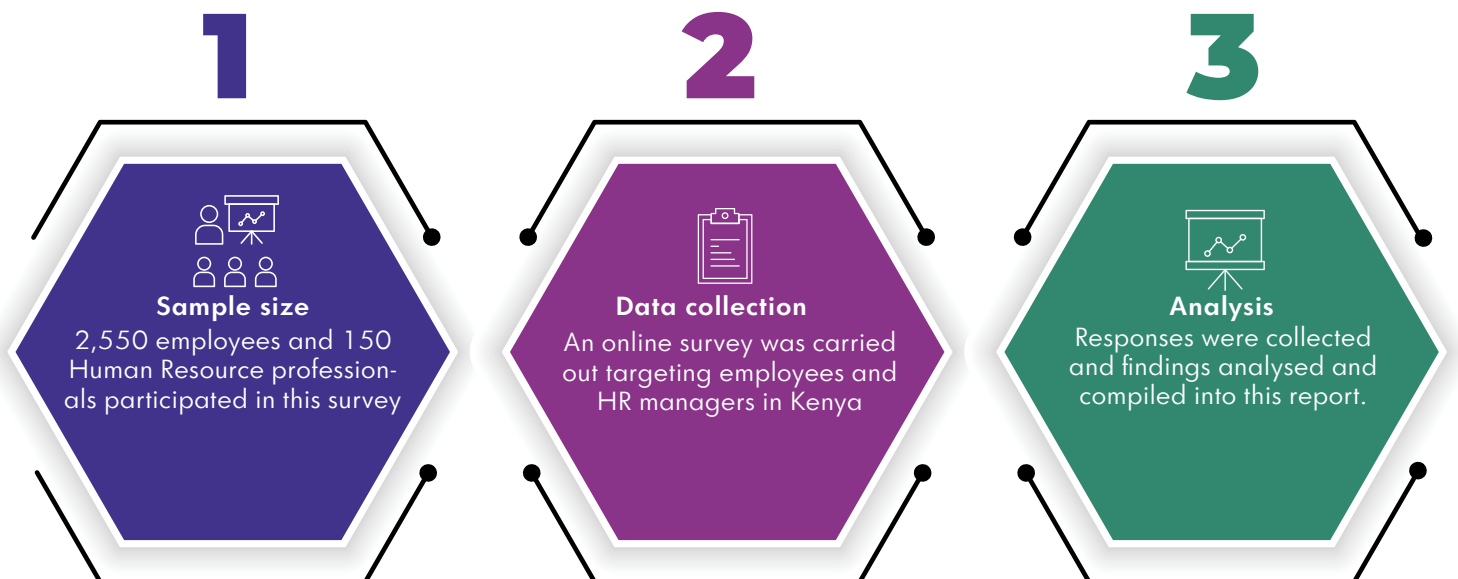 1
Sample size
2,550 employees and 150
Human Resource profession-
als participated in this survey
2
Data collection
An online survey was carried
out targeting employees and
HR managers in Kenya
3
Analysis
Responses were collected
and findings analysed and
compiled into this report.